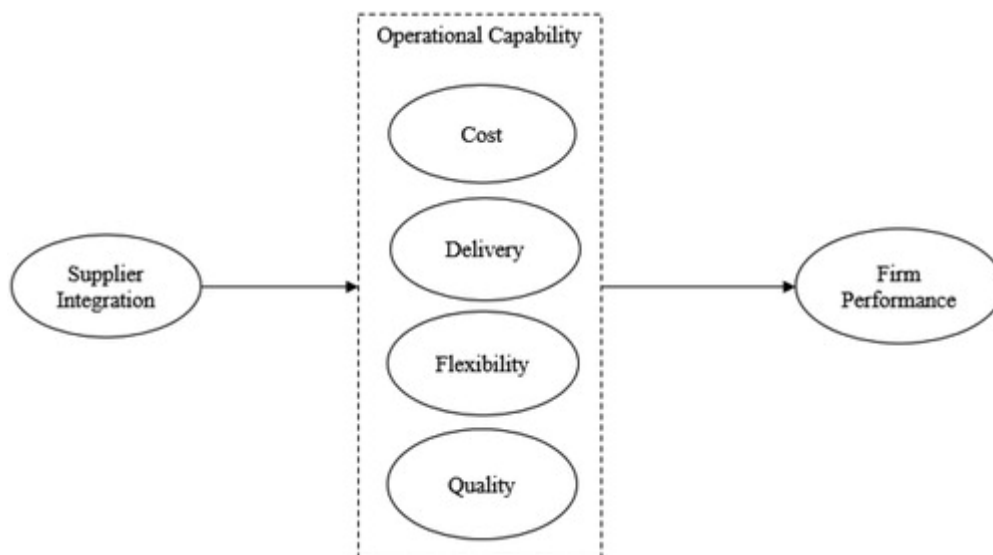 Operational Capability
Cost
Delivery
Supplier
Integration
Firm
Performance
Flexibility
Quality